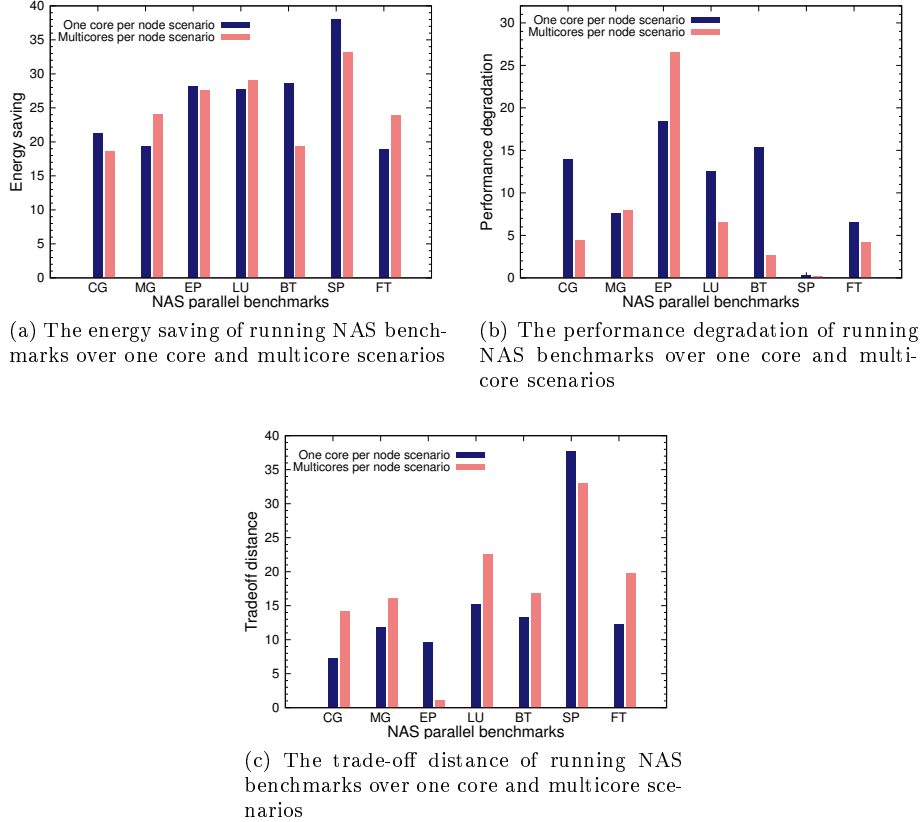 40
35
30
25
20
15
10
5
0
Energy saving
One core per node scenario
Multicores per node scenario
CG MG EP LU BT SP FT
NAS parallel benchmarks
(a) The energy saving of running NAS bench-
marks over one core and multicore scenarios
30
25
20
15
10
5
0
Performance degradation
One core per node scenario
Multicores per node scenario
CG MG EP LU BT SP FT
NAS parallel benchmarks
(b) The performance degradation of running
NAS benchmarks over one core and multi-
core scenarios
40
35
30
25
20
15
10
5
0
Tradeoff distance
One core per node scenario
Multicores per node scenario
CG MG EP LU BT SP FT
NAS parallel benchmarks
(c) The trade-off distance of running NAS
benchmarks over one core and multicore sce-
narios